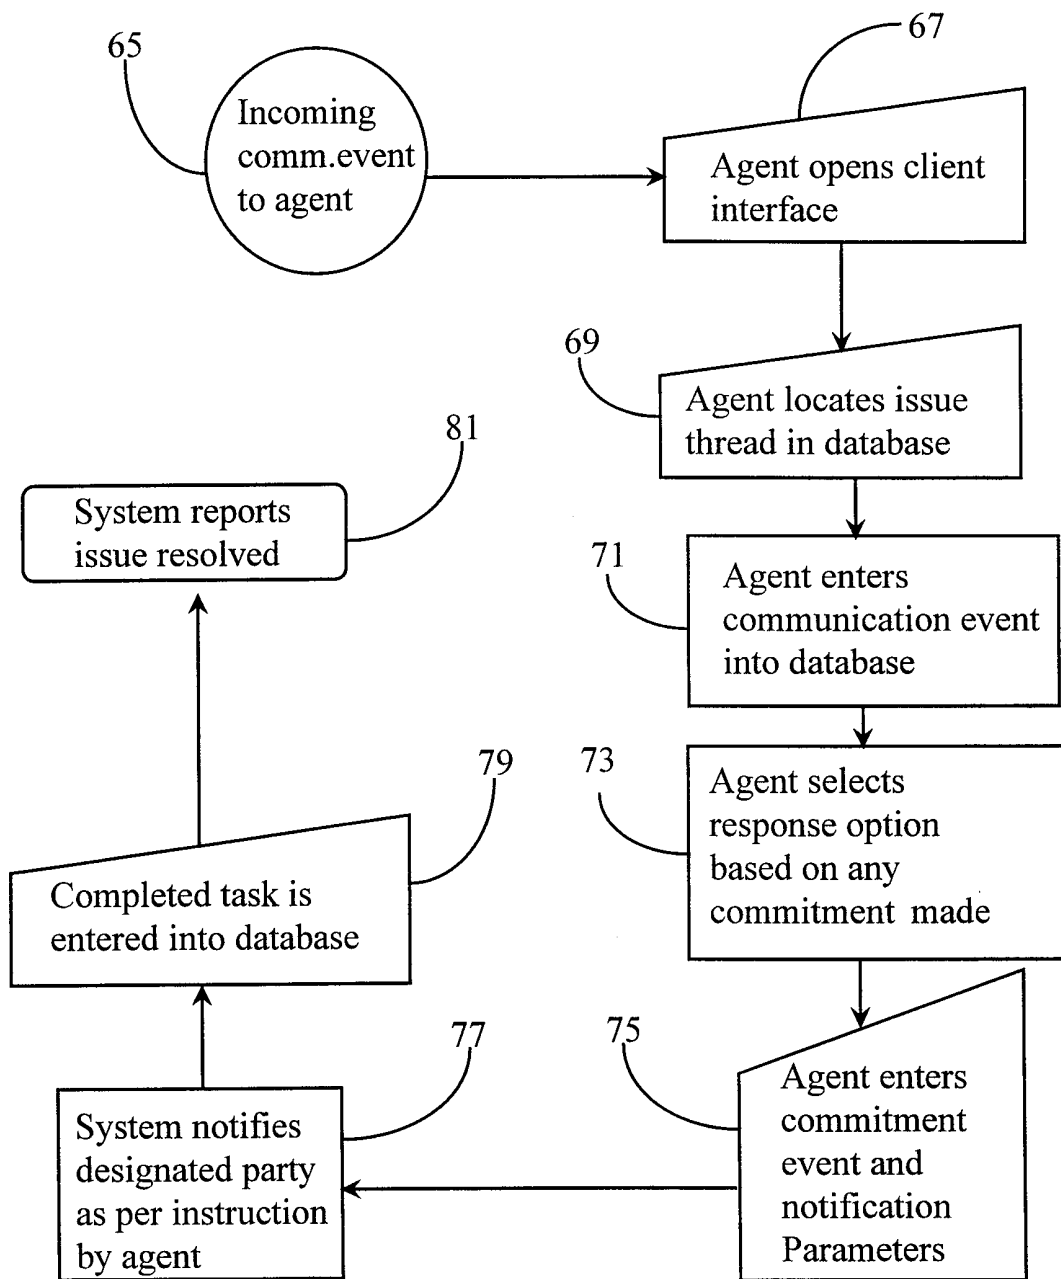 65
Incoming
comm.event
to agent
67
Agent opens client
interface
69
Agent locates issue
thread in database
71
Agent enters
communication event
into database
73
Agent selects
response option
based on any
commitment made
75
Agent enters
commitment
event and
notification
Parameters
77
System notifies
designated party
as per instruction
by agent
79
Completed task is
entered into database
81
System reports
issue resolved